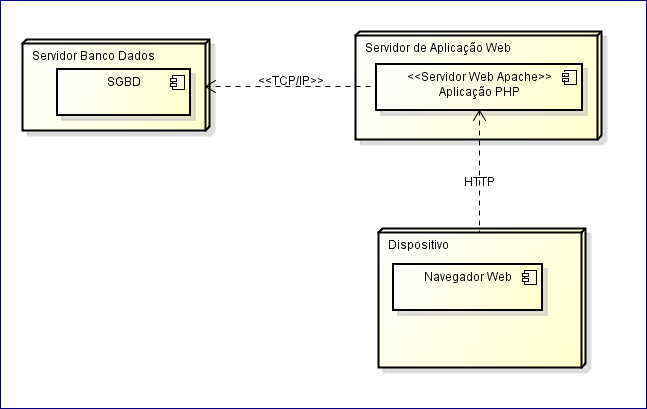 Servidor Banco Dados
SGBD
<<TCP/IP>>
Servidor de Aplicação Web
<<Servidor Web Apache>>
Aplicação PHP
HTTP
Dispositivo
Navegador Web